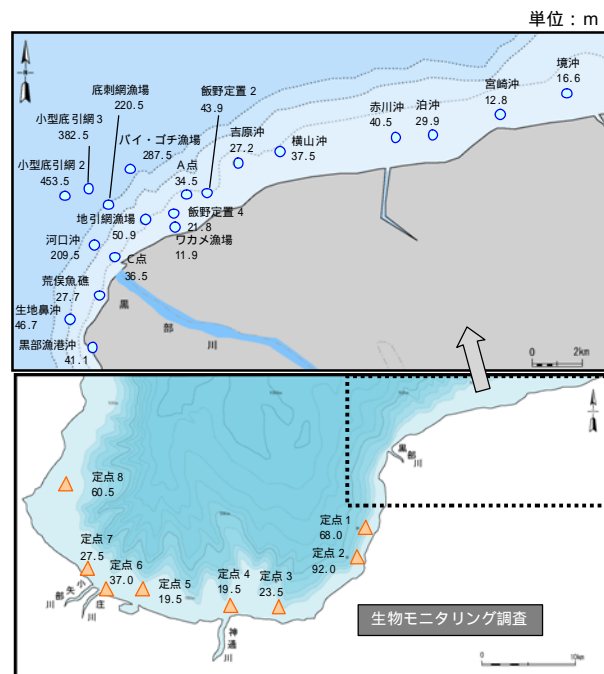 単位：m
境沖
16.6
宮崎沖
12.8
泊沖
29.9
赤川沖
40.5
横山沖
37.5
吉原沖
27.2
飯野定置２
43.9
底刺網漁場
220.5
小型底引網３
382.5
バイ・ゴチ漁場
287.5
Ａ点
34.5
小型底引網２
453.5
地引網漁場
50.9
飯野定置４
21.8
ワカメ漁場
11.9
河口沖
209.5
Ｃ点
36.5
荒俣魚礁
27.7
生地鼻沖
46.7
黒部漁港沖
41.1
黒部川
0 2km
黒部川
定点８
60.5
定点１
68.0
定点２
92.0
定点７
27.5
定点６
37.0
定点５
19.5
定点４
19.5
定点３
23.5
小矢部川
庄川
神通川
生物モニタリング調査
0 10km